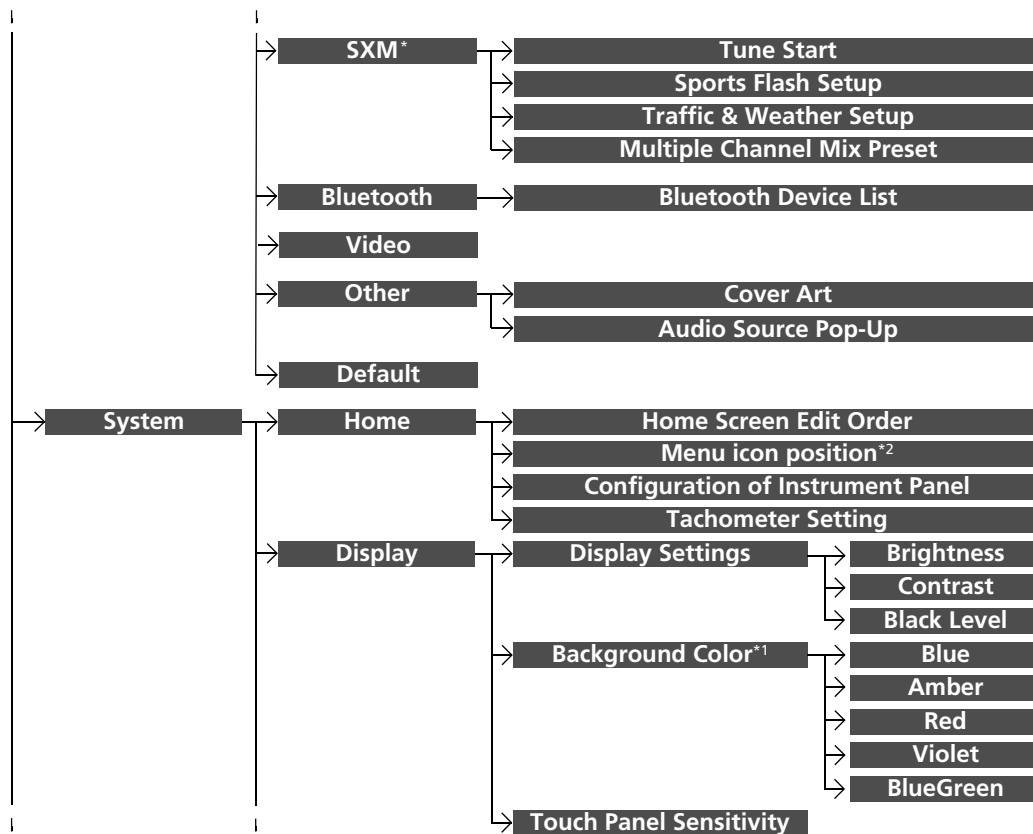 SXM*
Tune Start
Sports Flash Setup
Traffic & Weather Setup
Multiple Channel Mix Preset
Bluetooth
Bluetooth Device List
Video
Other
Cover Art
Audio Source Pop-Up
Default
System
Home
Home Screen Edit Order
Menu icon position*2
Configuration of Instrument Panel
Tachometer Setting
Display
Display Settings
Brightness
Contrast
Black Level
Background Color*1
Blue
Amber
Red
Violet
BlueGreen
Touch Panel Sensitivity